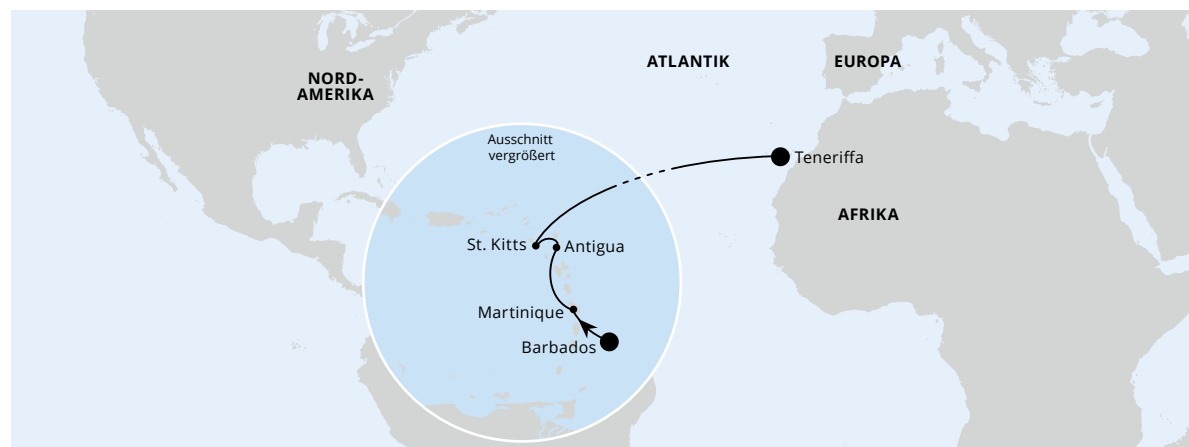 ATLANTIK
EUROPA
NORD-
AMERIKA
Ausschnitt
vergrößert
Teneriffa
AFRIKA
St. Kitts
Antigua
Martinique
Barbados